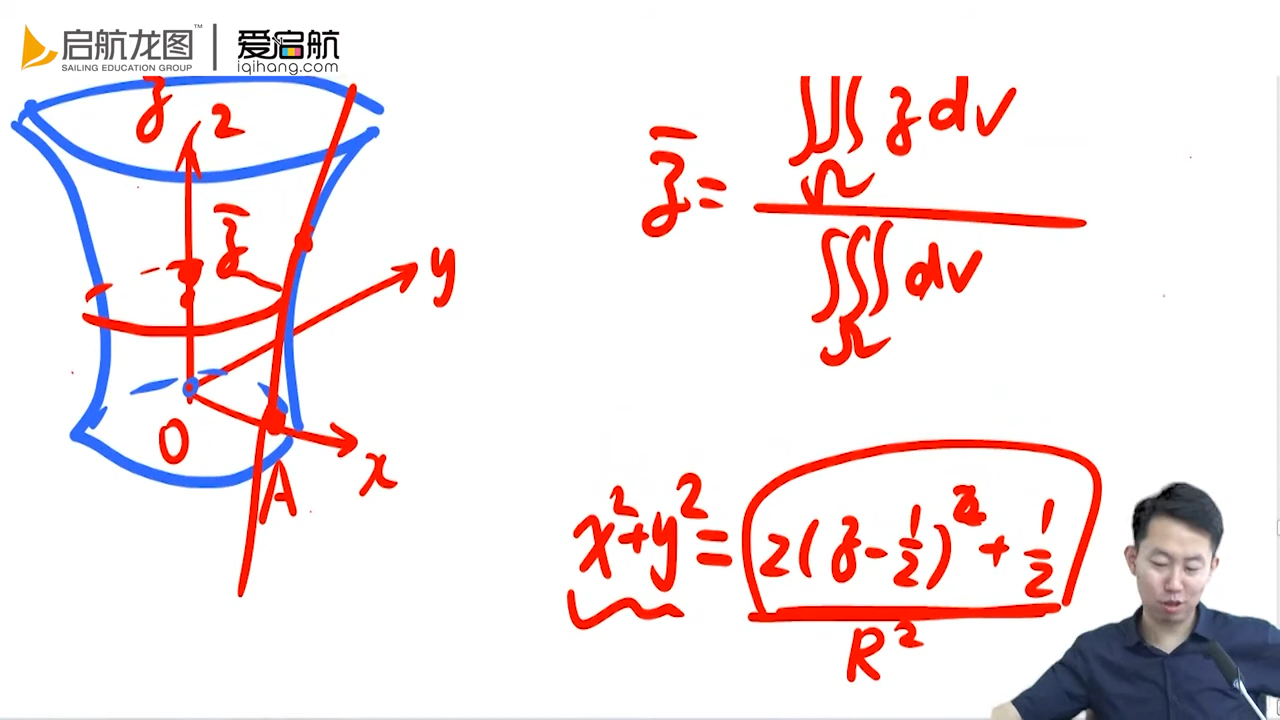 启航龙图™ | 爱启航
SAILING EDUCATION GROUP iqihang.com
z 2
z̄
y
O
A
x
z̄ = ∭_Ω z dv / ∭_Ω dv
x²+y² = 2(z - 1/2)² + 1/2
R²